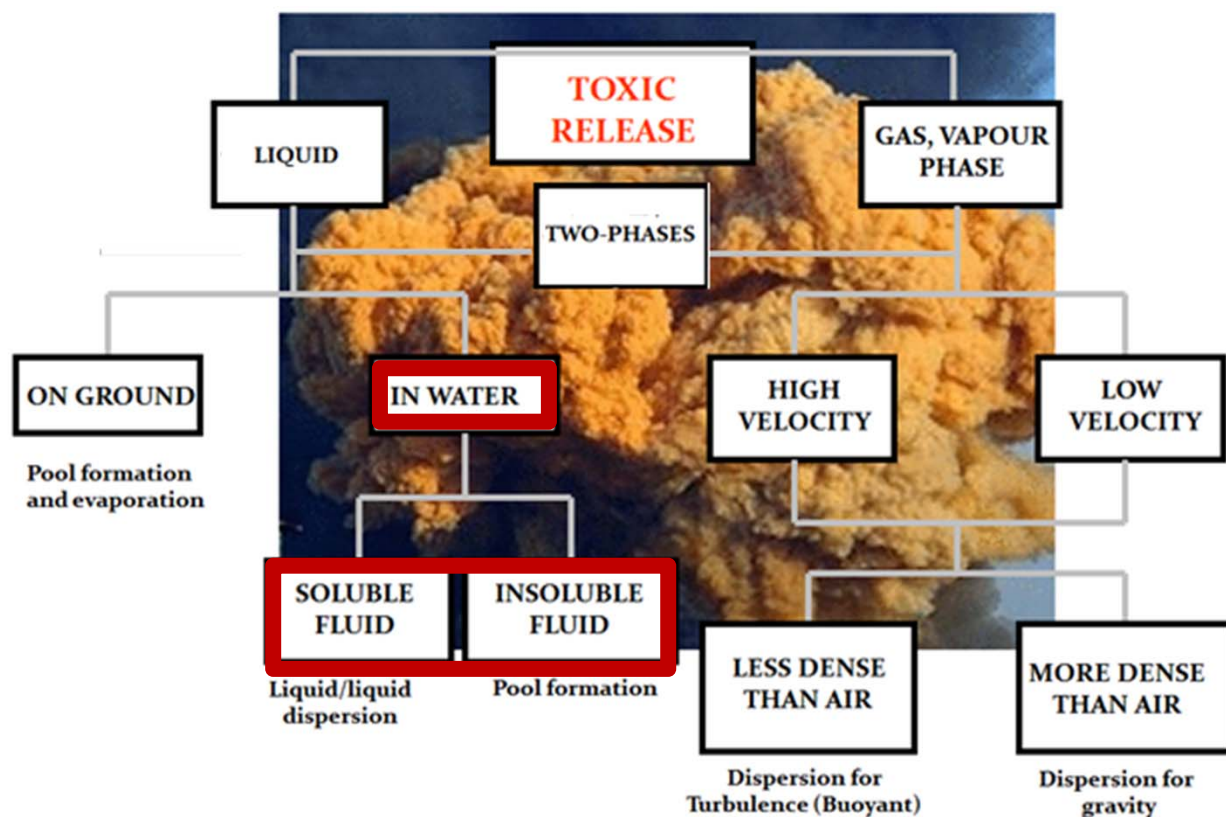 TOXIC
RELEASE
LIQUID
GAS, VAPOUR
PHASE
TWO-PHASES
ON GROUND
IN WATER
HIGH
VELOCITY
LOW
VELOCITY
Pool formation
and evaporation
SOLUBLE
FLUID
INSOLUBLE
FLUID
Liquid/liquid
dispersion
Pool formation
LESS DENSE
THAN AIR
MORE DENSE
THAN AIR
Dispersion for
Turbulence (Buoyant)
Dispersion for
gravity